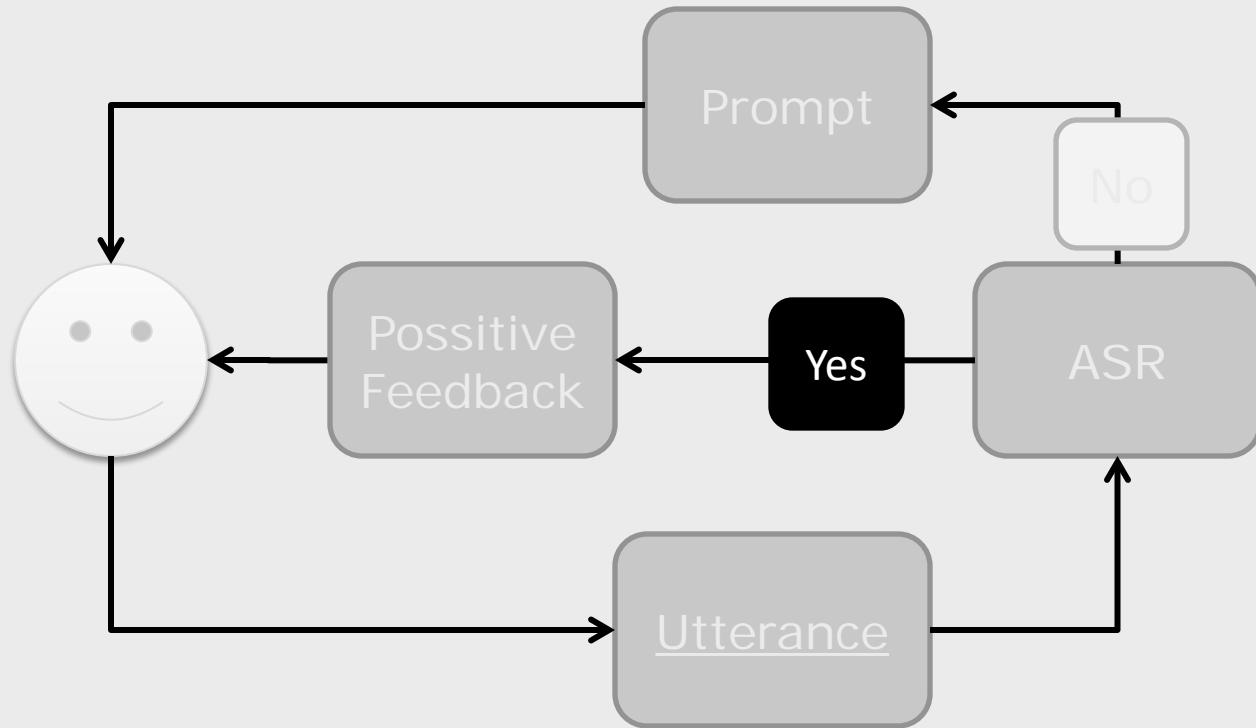 Prompt
No
Possitive
Feedback
Yes
ASR
Utterance